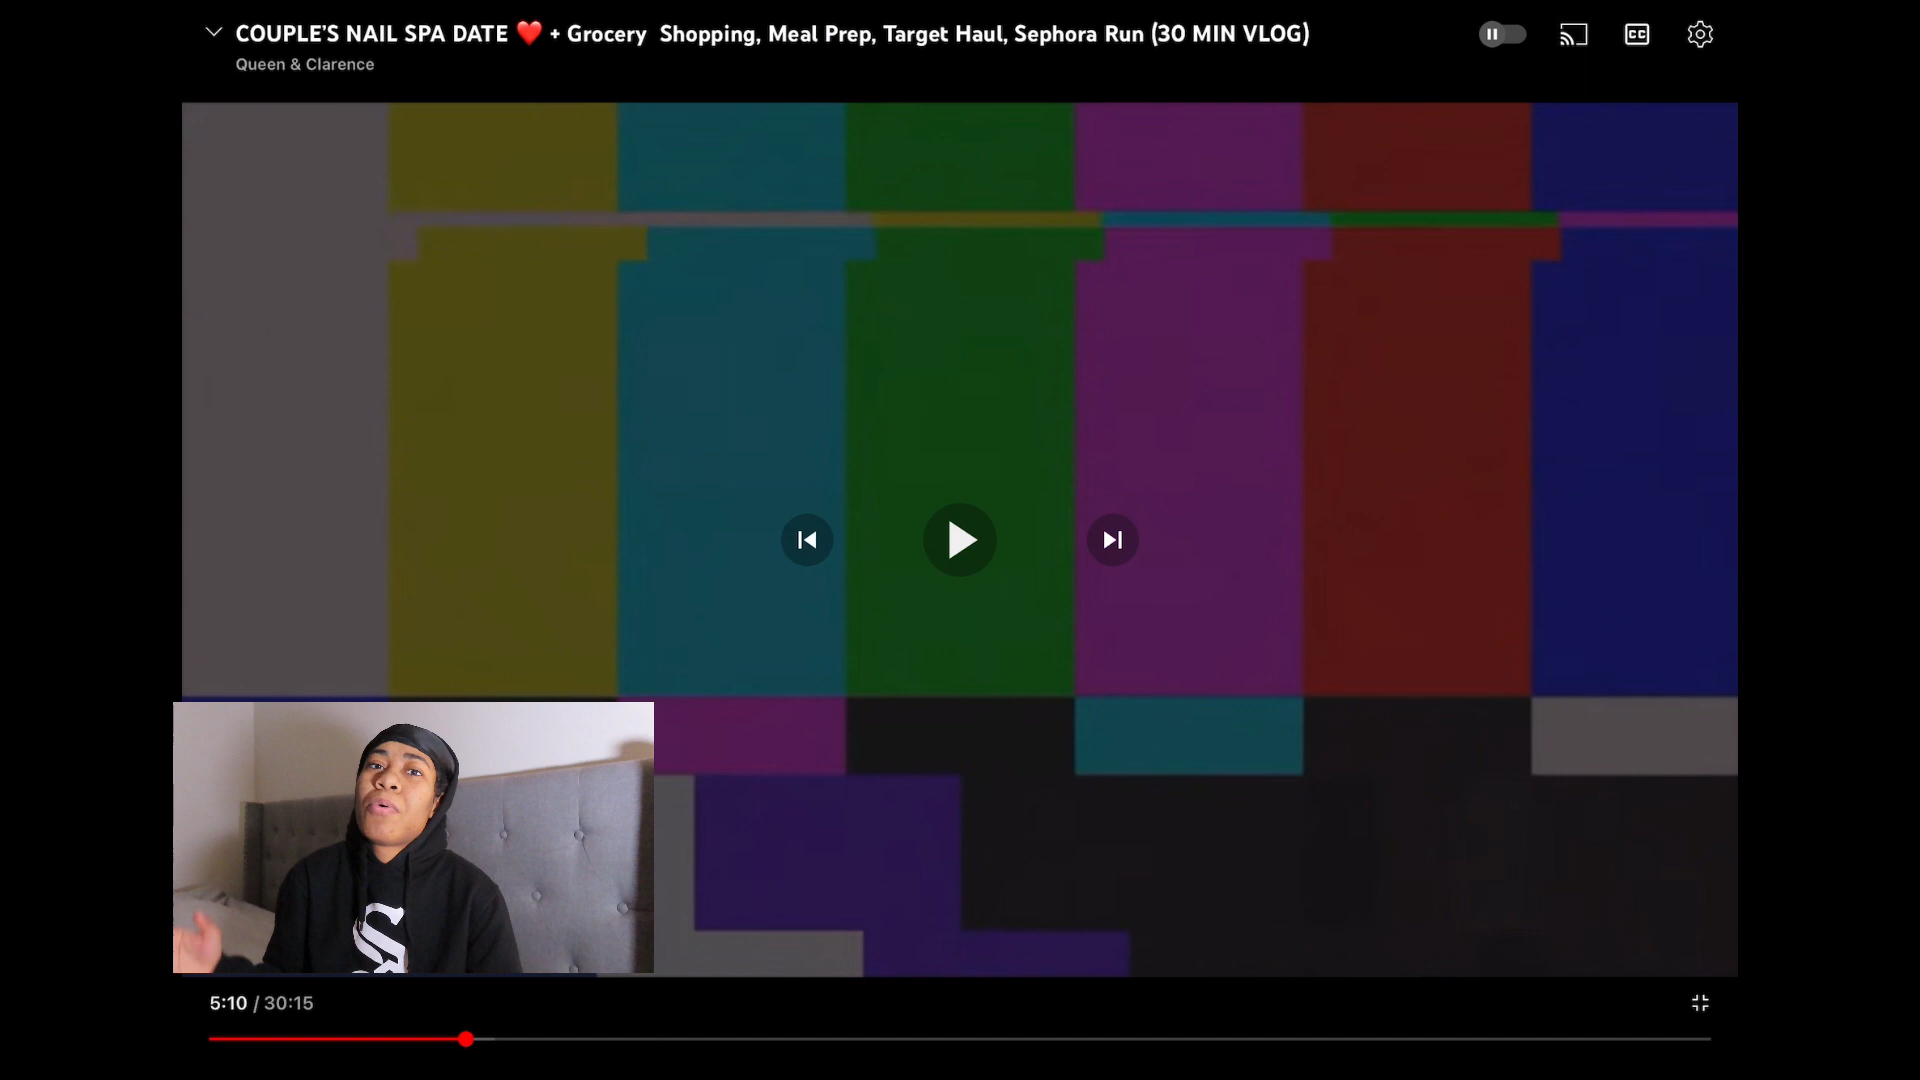 COUPLE'S NAIL SPA DATE ❤️ + Grocery  Shopping, Meal Prep, Target Haul, Sephora Run (30 MIN VLOG)
Queen & Clarence
CC
5:10 / 30:15